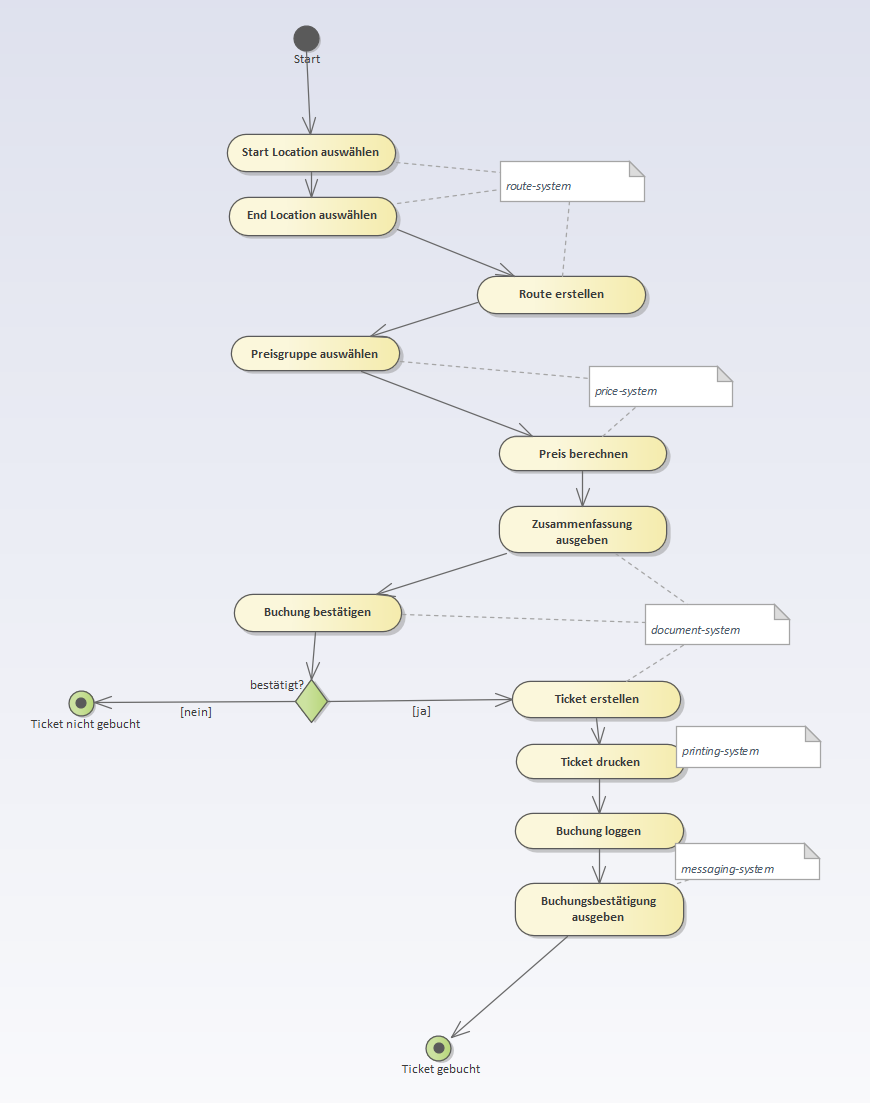 Start
Start Location auswählen
route-system
End Location auswählen
Route erstellen
Preisgruppe auswählen
price-system
Preis berechnen
Zusammenfassung
ausgeben
Buchung bestätigen
document-system
bestätigt?
Ticket nicht gebucht
[nein]
[ja]
Ticket erstellen
printing-system
Ticket drucken
Buchung loggen
messaging-system
Buchungsbestätigung
ausgeben
Ticket gebucht